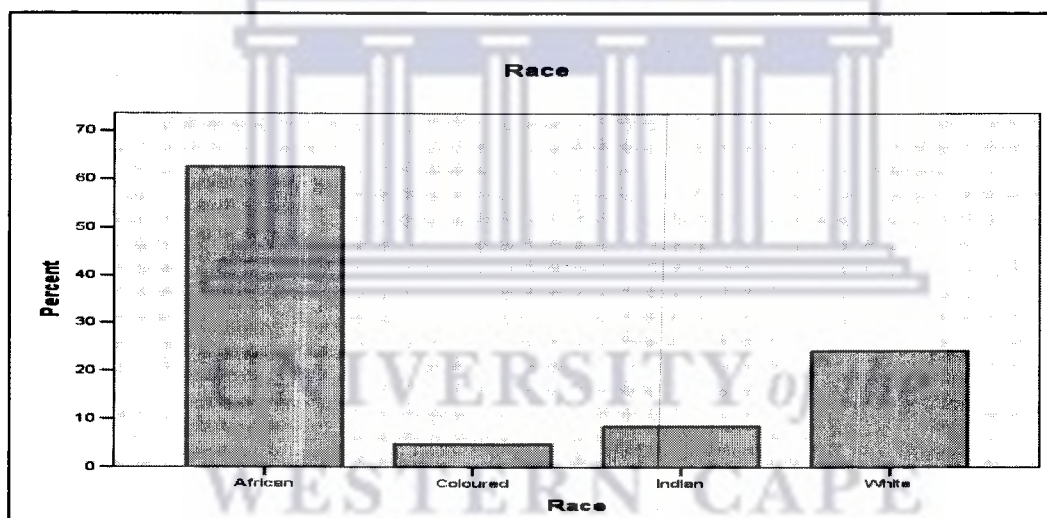 Race
70
60
50
40
30
20
10
0
Percent
African
Coloured
Indian
White
Race
UNIVERSITY of the
WESTERN CAPE